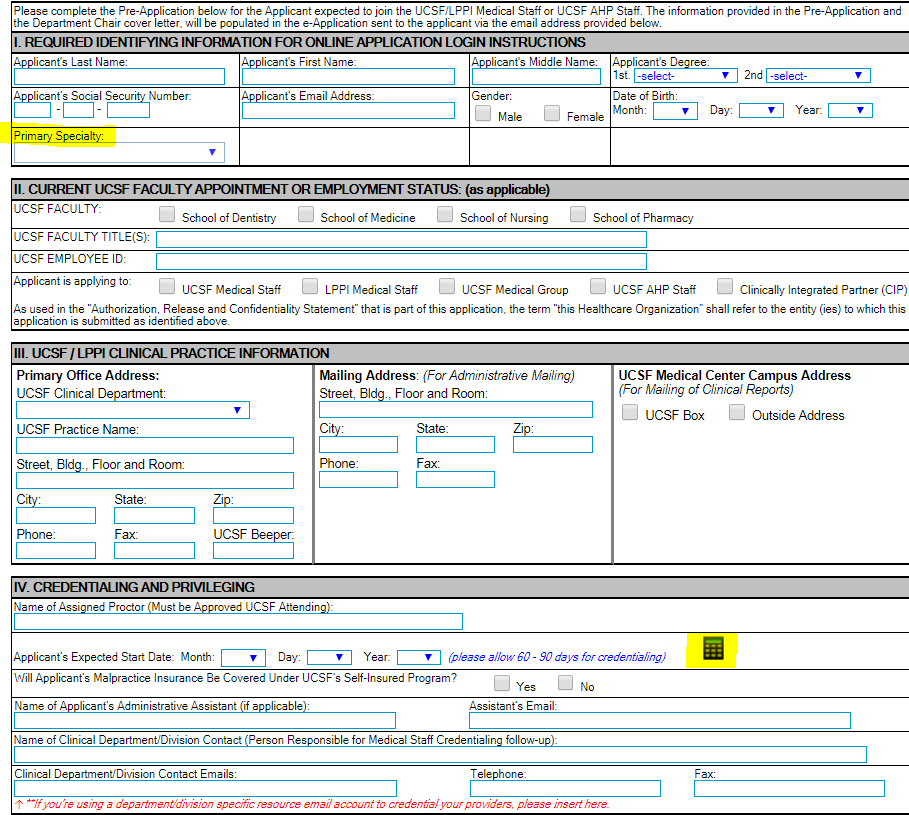 Please complete the Pre-Application below for the Applicant expected to join the UCSF/LPPI Medical Staff or UCSF AHP Staff. The information provided in the Pre-Application and
the Department Chair cover letter, will be populated in the e-Application sent to the applicant via the email address provided below.
I. REQUIRED IDENTIFYING INFORMATION FOR ONLINE APPLICATION LOGIN INSTRUCTIONS
Applicant's Last Name: Applicant's First Name: Applicant's Middle Name: Applicant's Degree:
1st. -select- 2nd -select-
Applicant's Social Security Number: Applicant's Email Address: Gender: Date of Birth:
- - Male Female Month: Day: Year:
Primary Specialty:
II. CURRENT UCSF FACULTY APPOINTMENT OR EMPLOYMENT STATUS: (as applicable)
UCSF FACULTY: School of Dentistry School of Medicine School of Nursing School of Pharmacy
UCSF FACULTY TITLE(S):
UCSF EMPLOYEE ID:
Applicant is applying to: UCSF Medical Staff LPPI Medical Staff UCSF Medical Group UCSF AHP Staff Clinically Integrated Partner (CIP)
As used in the "Authorization, Release and Confidentiality Statement" that is part of this application, the term "this Healthcare Organization" shall refer to the entity (ies) to which this
application is submitted as identified above.
III. UCSF / LPPI CLINICAL PRACTICE INFORMATION
Primary Office Address:
UCSF Clinical Department:
UCSF Practice Name:
Street, Bldg., Floor and Room:
City: State: Zip:
Phone: Fax: UCSF Beeper:
Mailing Address: (For Administrative Mailing)
Street, Bldg., Floor and Room:
City: State: Zip:
Phone: Fax:
UCSF Medical Center Campus Address
(For Mailing of Clinical Reports)
UCSF Box Outside Address
IV. CREDENTIALING AND PRIVILEGING
Name of Assigned Proctor (Must be Approved UCSF Attending):
Applicant's Expected Start Date: Month: Day: Year: (please allow 60 - 90 days for credentialing)
Will Applicant's Malpractice Insurance Be Covered Under UCSF's Self-Insured Program? Yes No
Name of Applicant's Administrative Assistant (if applicable): Assistant's Email:
Name of Clinical Department/Division Contact (Person Responsible for Medical Staff Credentialing follow-up):
Clinical Department/Division Contact Emails: Telephone: Fax:
↑ **If you're using a department/division specific resource email account to credential your providers, please insert here.